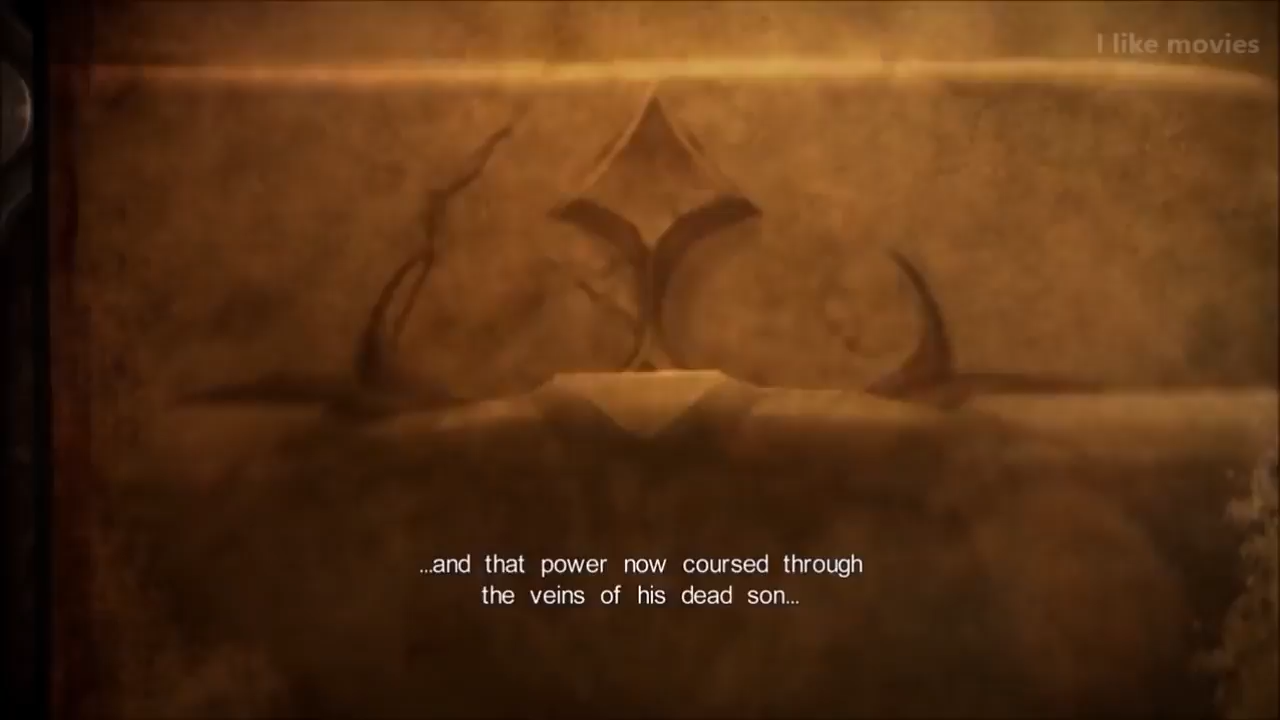 I like movies
…and that power now coursed through
the veins of his dead son…